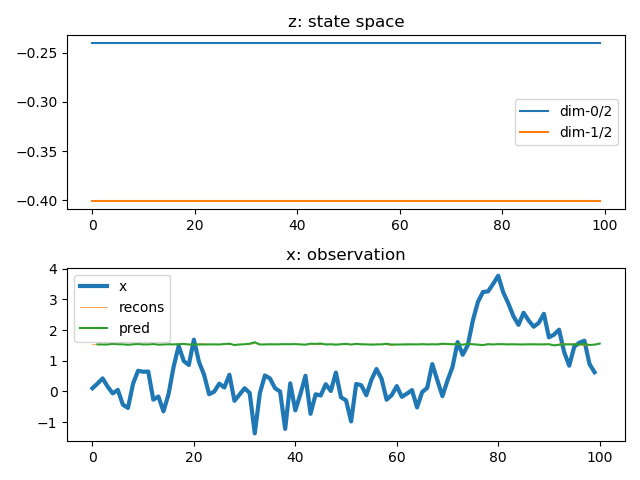 z: state space
−0.25
−0.30
−0.35
−0.40
dim-0/2
dim-1/2
0 20 40 60 80 100
x: observation
4
3
2
1
0
−1
x
recons
pred
0 20 40 60 80 100